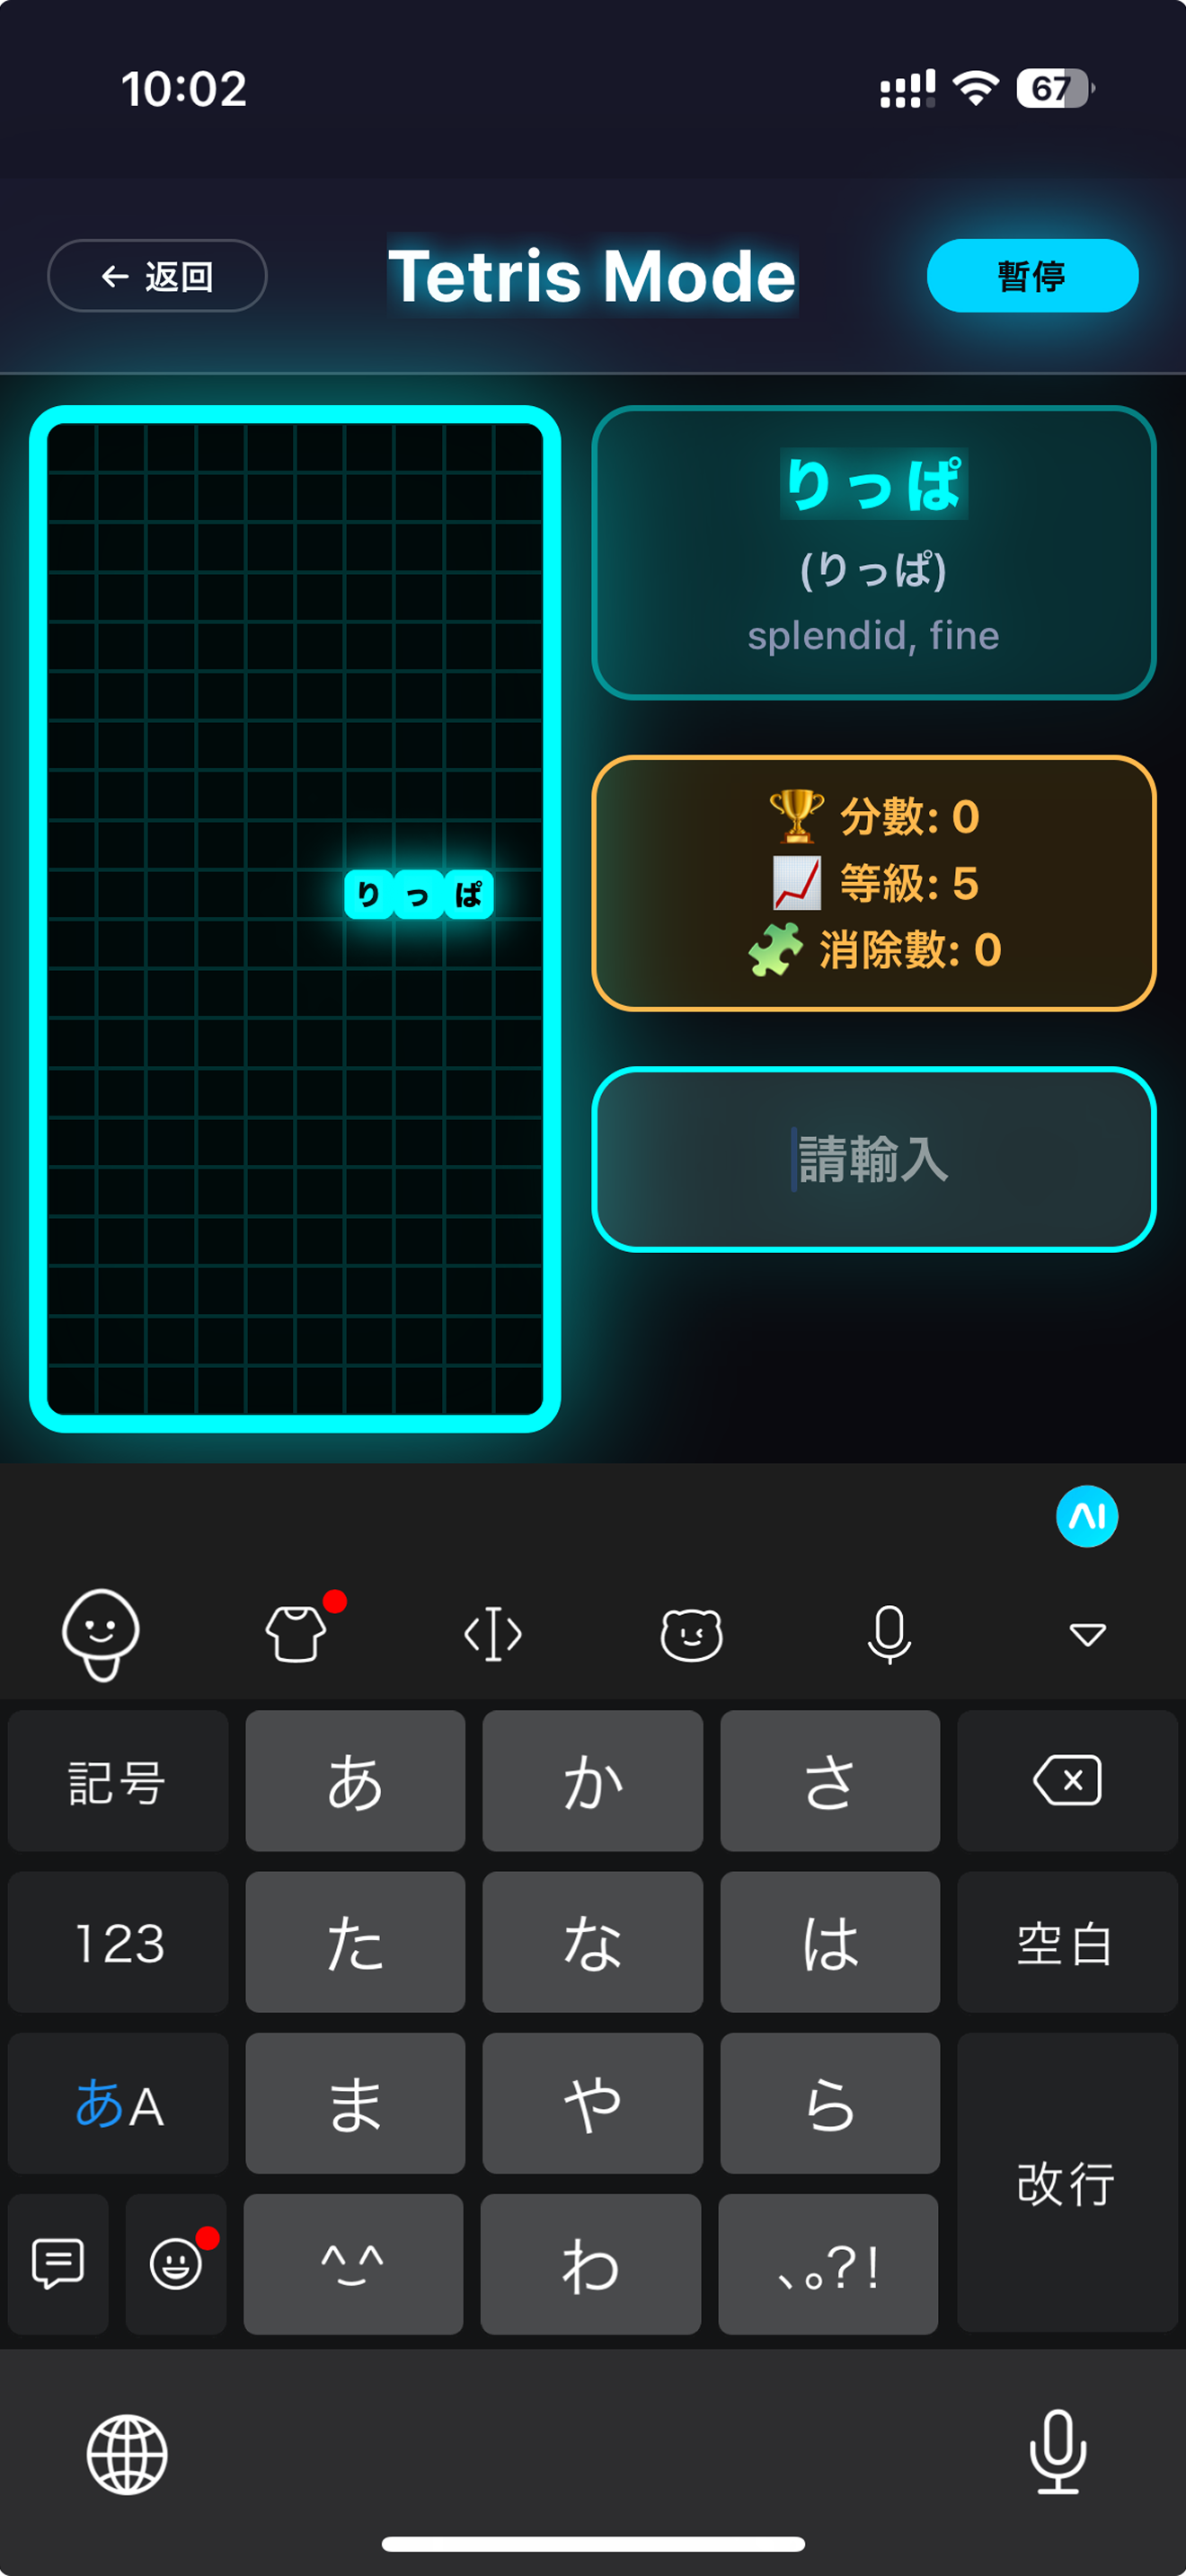 10:02
67
← 返回
Tetris Mode
暫停
りっぱ
(りっぱ)
splendid, fine
🏆 分數: 0
📈 等級: 5
🧩 消除數: 0
りっぱ
請輸入
AI
記号
あ
か
さ
123
た
な
は
空白
あA
ま
や
ら
改行
^_^
わ
、。?!